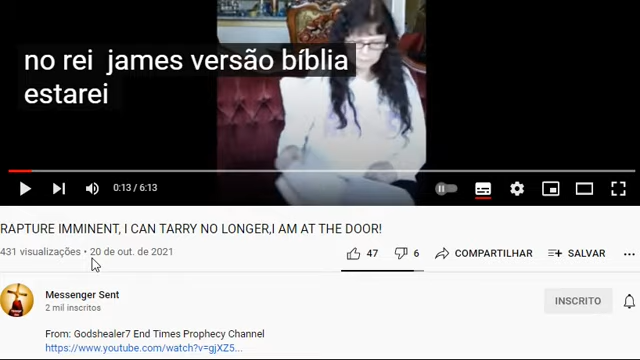 no rei james versão bíblia
estarei
0:13 / 6:13
RAPTURE IMMINENT, I CAN TARRY NO LONGER,I AM AT THE DOOR!
431 visualizações • 20 de out. de 2021
47
6
COMPARTILHAR
SALVAR
Messenger Sent
2 mil inscritos
INSCRITO
From: Godshealer7 End Times Prophecy Channel
https://www.youtube.com/watch?v=gjXZ5...